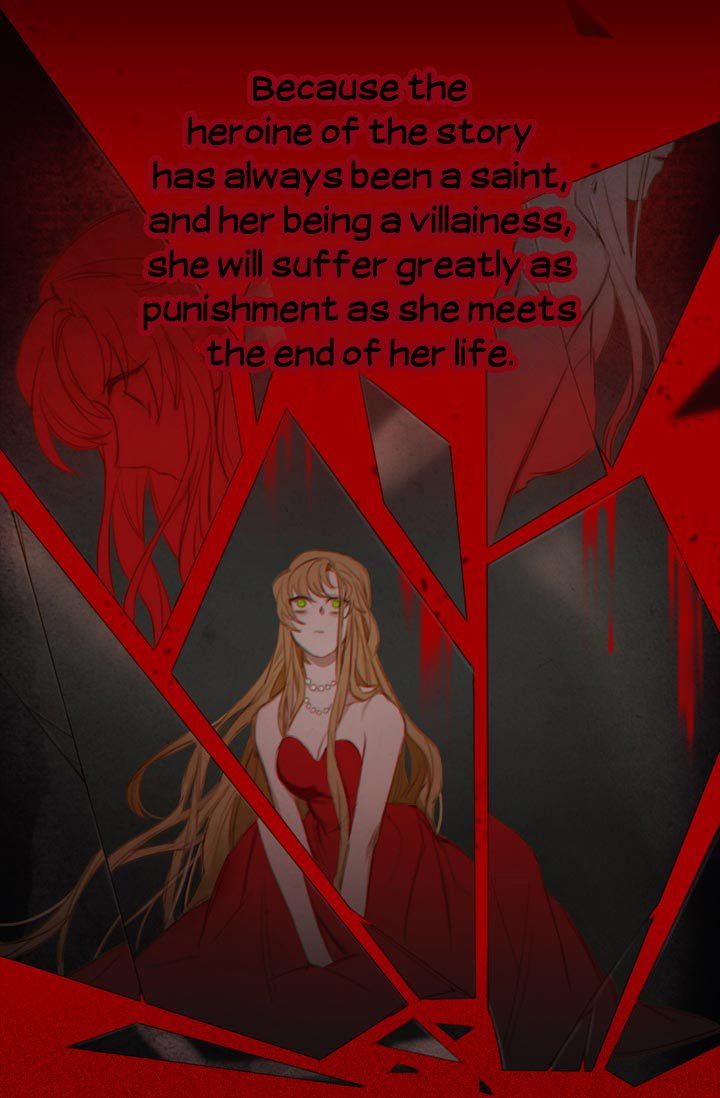 Because the
heroine of the story
has always been a saint,
and her being a villainess,
she will suffer greatly as
punishment as she meets
the end of her life.